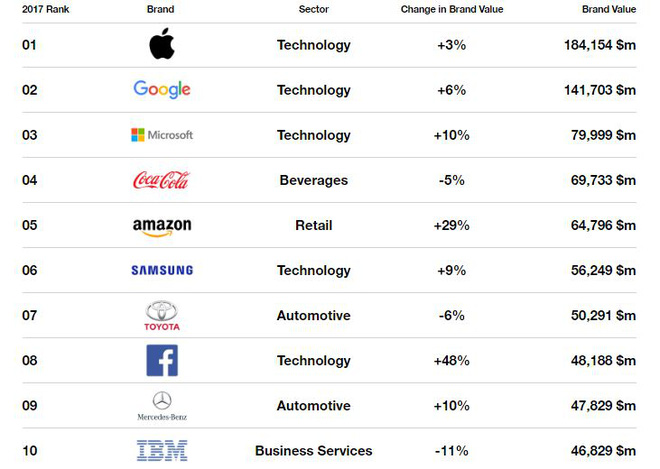 2017 Rank Brand Sector Change in Brand Value Brand Value
01 Technology +3% 184,154 $m
02 Google Technology +6% 141,703 $m
03 Microsoft Technology +10% 79,999 $m
04 Coca-Cola Beverages -5% 69,733 $m
05 amazon Retail +29% 64,796 $m
06 SAMSUNG Technology +9% 56,249 $m
07 TOYOTA Automotive -6% 50,291 $m
08 f Technology +48% 48,188 $m
09 Mercedes-Benz Automotive +10% 47,829 $m
10 IBM Business Services -11% 46,829 $m